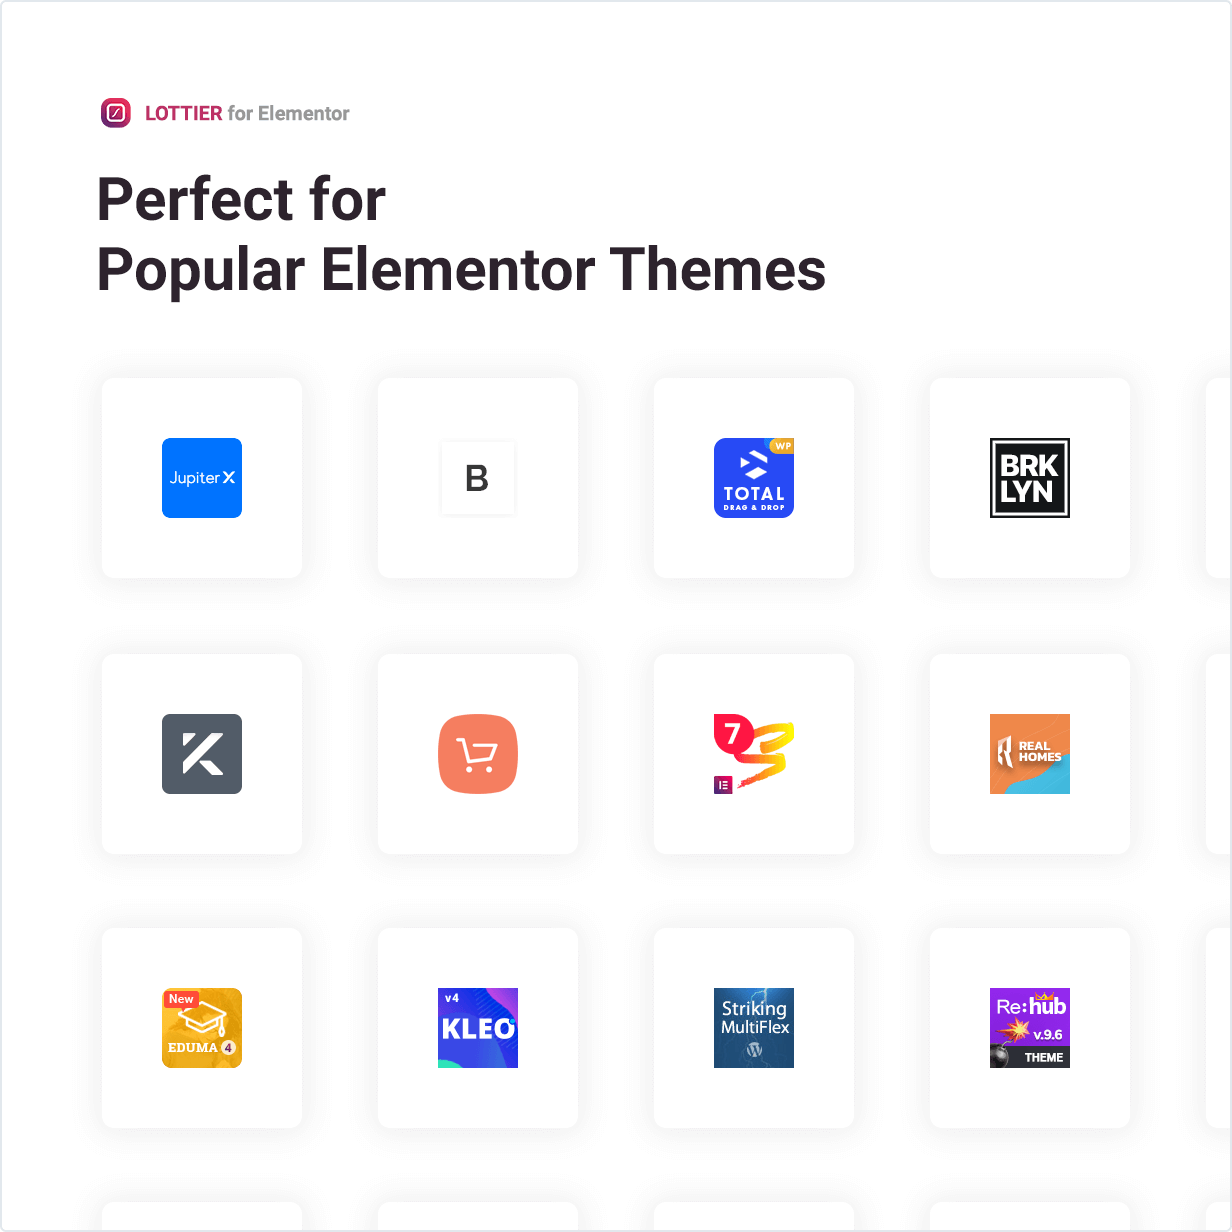 LOTTIER for Elementor
Perfect for
Popular Elementor Themes
Jupiter X
B
WP
TOTAL
DRAG & DROP
BRK
LYN
7
REAL
HOMES
New
EDUMA 4
v4
KLEO
Striking
MultiFlex
Re:hub
v.9.6
THEME